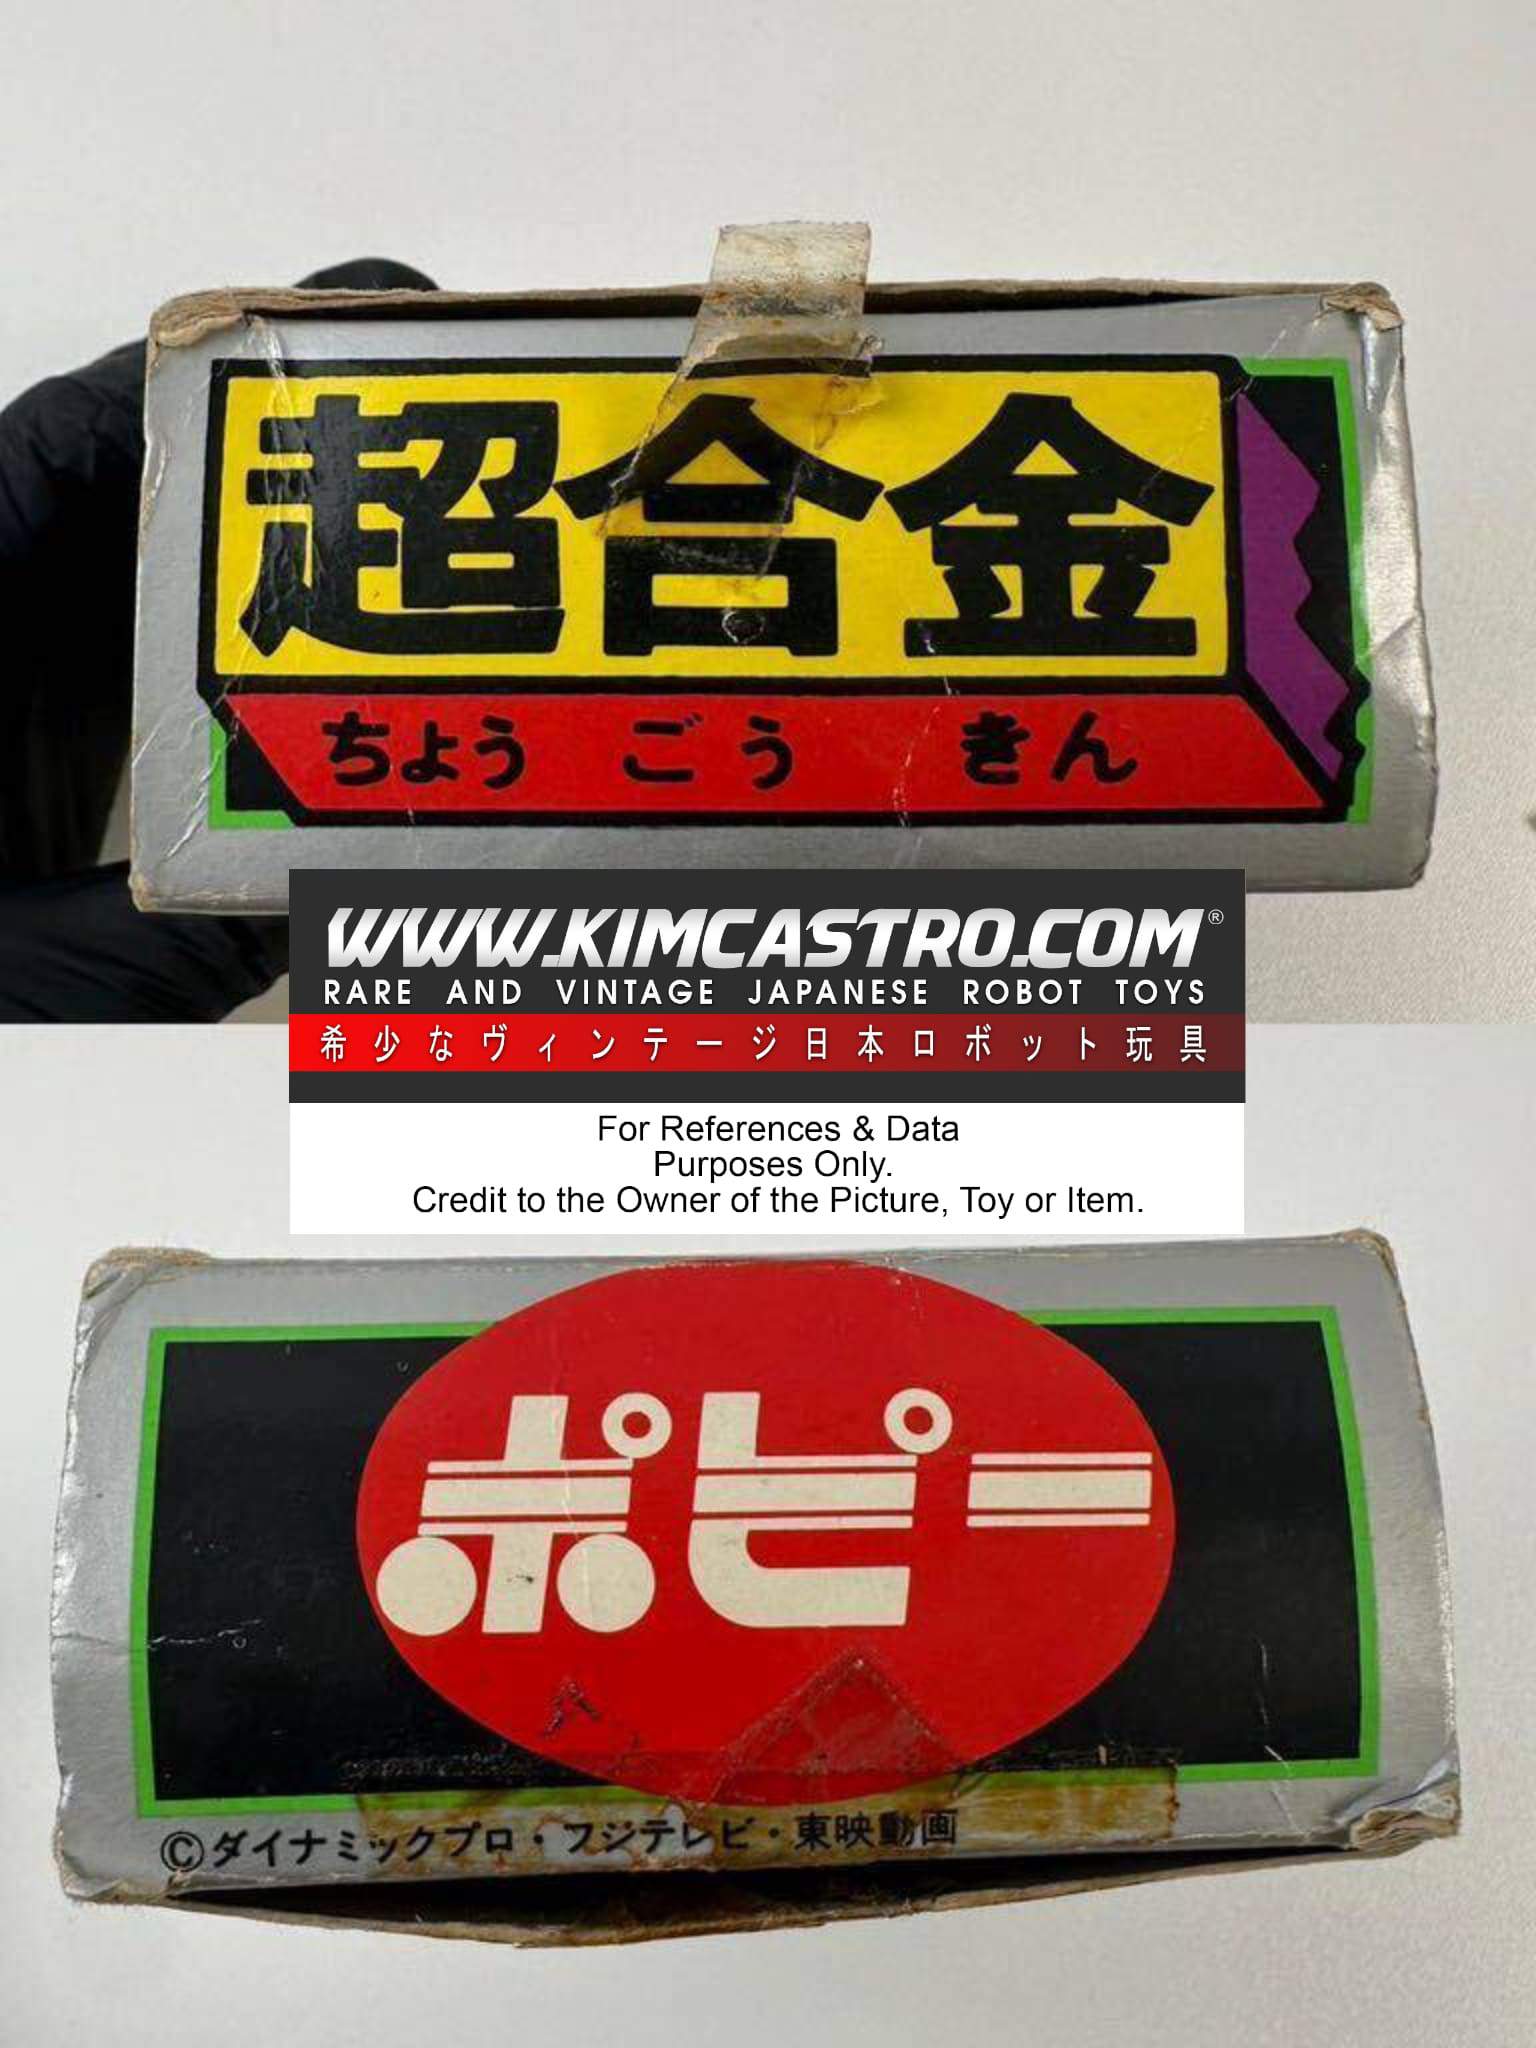 超合金
ちょう ごう きん
WWW.KIMCASTRO.COM®
RARE AND VINTAGE JAPANESE ROBOT TOYS
希少なヴィンテージ日本ロボット玩具
For References & Data
Purposes Only.
Credit to the Owner of the Picture, Toy or Item.
ポピー
©ダイナミックプロ・フジテレビ・東映動画